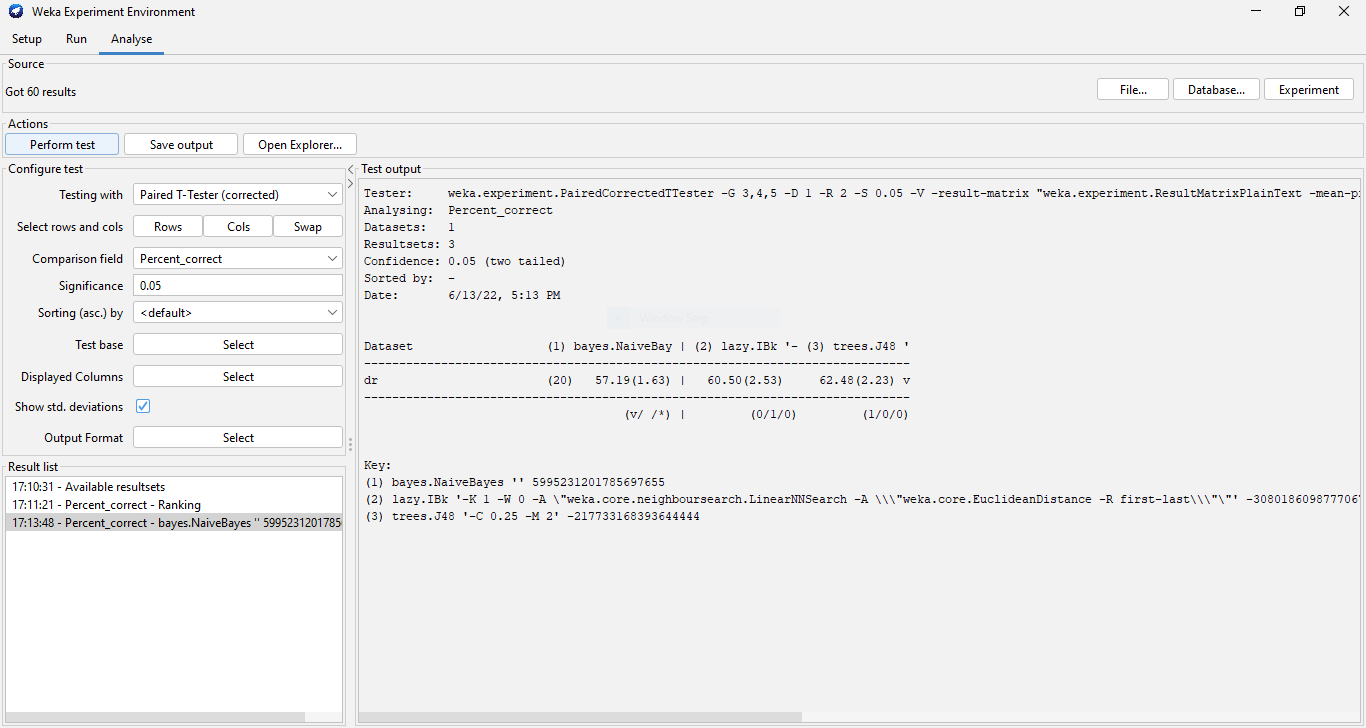 Weka Experiment Environment
Setup Run Analyse
Source
Got 60 results
File... Database... Experiment
Actions
Perform test Save output Open Explorer...
Configure test
Testing with Paired T-Tester (corrected)
Select rows and cols Rows Cols Swap
Comparison field Percent_correct
Significance 0.05
Sorting (asc.) by <default>
Test base Select
Displayed Columns Select
Show std. deviations
Output Format Select
Result list
17:10:31 - Available resultsets
17:11:21 - Percent_correct - Ranking
17:13:48 - Percent_correct - bayes.NaiveBayes '' 5995231201785
Test output
Tester: weka.experiment.PairedCorrectedTTester -G 3,4,5 -D 1 -R 2 -S 0.05 -V -result-matrix "weka.experiment.ResultMatrixPlainText -mean-p
Analysing: Percent_correct
Datasets: 1
Resultsets: 3
Confidence: 0.05 (two tailed)
Sorted by: -
Date: 6/13/22, 5:13 PM
Dataset (1) bayes.NaiveBay | (2) lazy.IBk '- (3) trees.J48 '
------------------------------------------------------------------------------
dr (20) 57.19(1.63) | 60.50(2.53) 62.48(2.23) v
------------------------------------------------------------------------------
(v/ /*) | (0/1/0) (1/0/0)
Key:
(1) bayes.NaiveBayes '' 5995231201785697655
(2) lazy.IBk '-K 1 -W 0 -A \"weka.core.neighboursearch.LinearNNSearch -A \\\"weka.core.EuclideanDistance -R first-last\\\"\"' -308018609877706
(3) trees.J48 '-C 0.25 -M 2' -217733168393644444